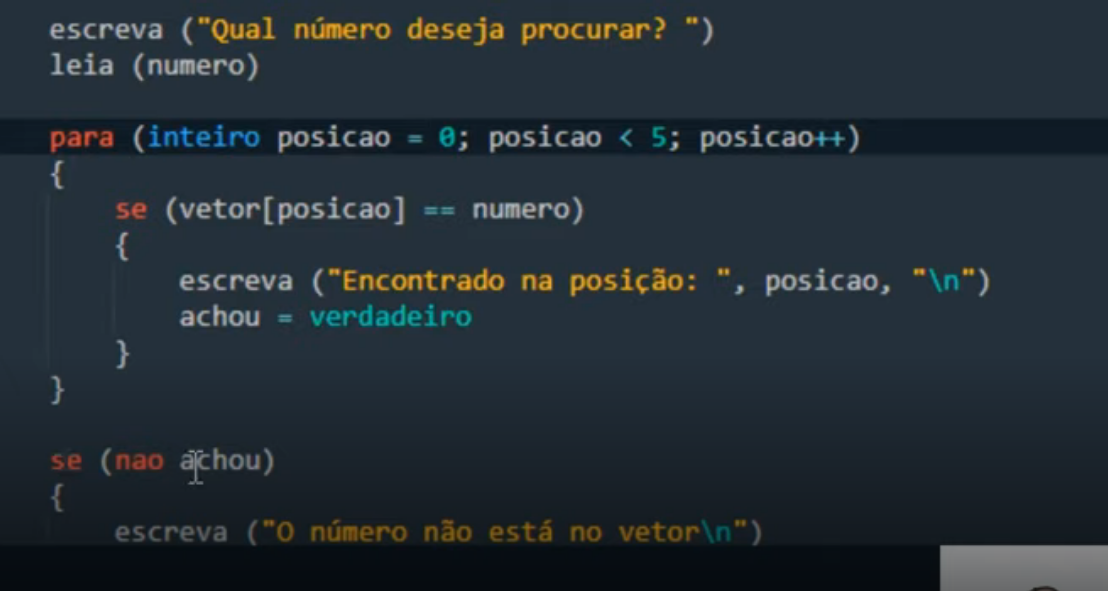 escreva ("Qual número deseja procurar? ")
leia (numero)
para (inteiro posicao = 0; posicao < 5; posicao++)
{
se (vetor[posicao] == numero)
{
escreva ("Encontrado na posição: ", posicao, "\n")
achou = verdadeiro
}
}
se (nao achou)
{
escreva ("O número não está no vetor\n")